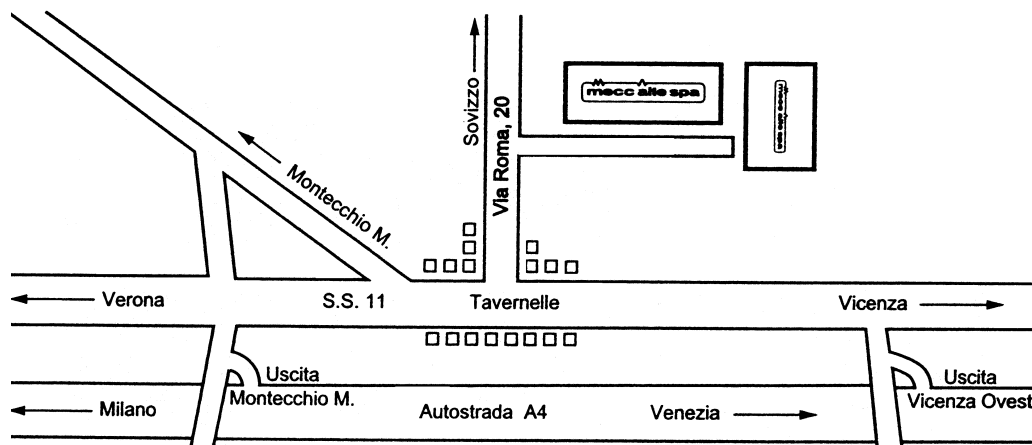 mecc alte spa
mecc alte spa
Sovizzo
Via Roma, 20
Montecchio M.
Verona
S.S. 11
Tavernelle
Vicenza
Uscita
Montecchio M.
Uscita
Vicenza Ovest
Milano
Autostrada A4
Venezia